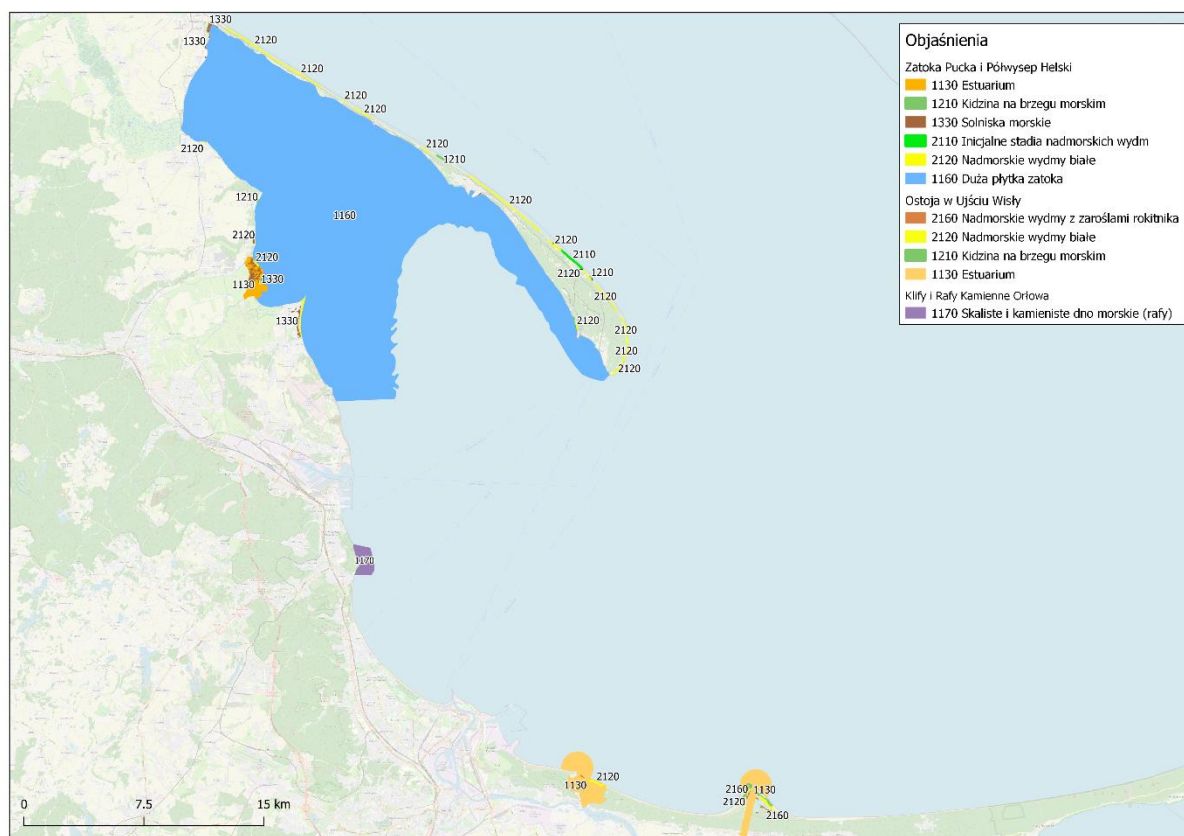 1330
1330
2120
2120
2120
2120
2120
2120
1210
1210
2120
1160
2120
2120
2120
2110
1130
1330
2120
1210
2120
1330
2120
2120
2120
2120
1170
1130
2120
2160
1130
2120
2160
0
7.5
15 km
Objaśnienia
Zatoka Pucka i Półwysep Helski
1130 Estuarium
1210 Kidzina na brzegu morskim
1330 Solniska morskie
2110 Inicjalne stadia nadmorskich wydm
2120 Nadmorskie wydmy białe
1160 Duża płytka zatoka
Ostoja w Ujściu Wisły
2160 Nadmorskie wydmy z zaroślami rokitnika
2120 Nadmorskie wydmy białe
1210 Kidzina na brzegu morskim
1130 Estuarium
Klify i Rafy Kamienne Orłowa
1170 Skaliste i kamieniste dno morskie (rafy)